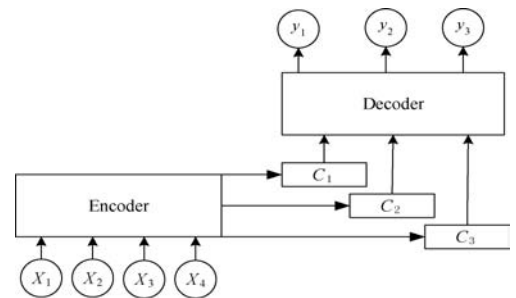 y₁ y₂ y₃
Decoder
C₁
Encoder
C₂
C₃
X₁ X₂ X₃ X₄